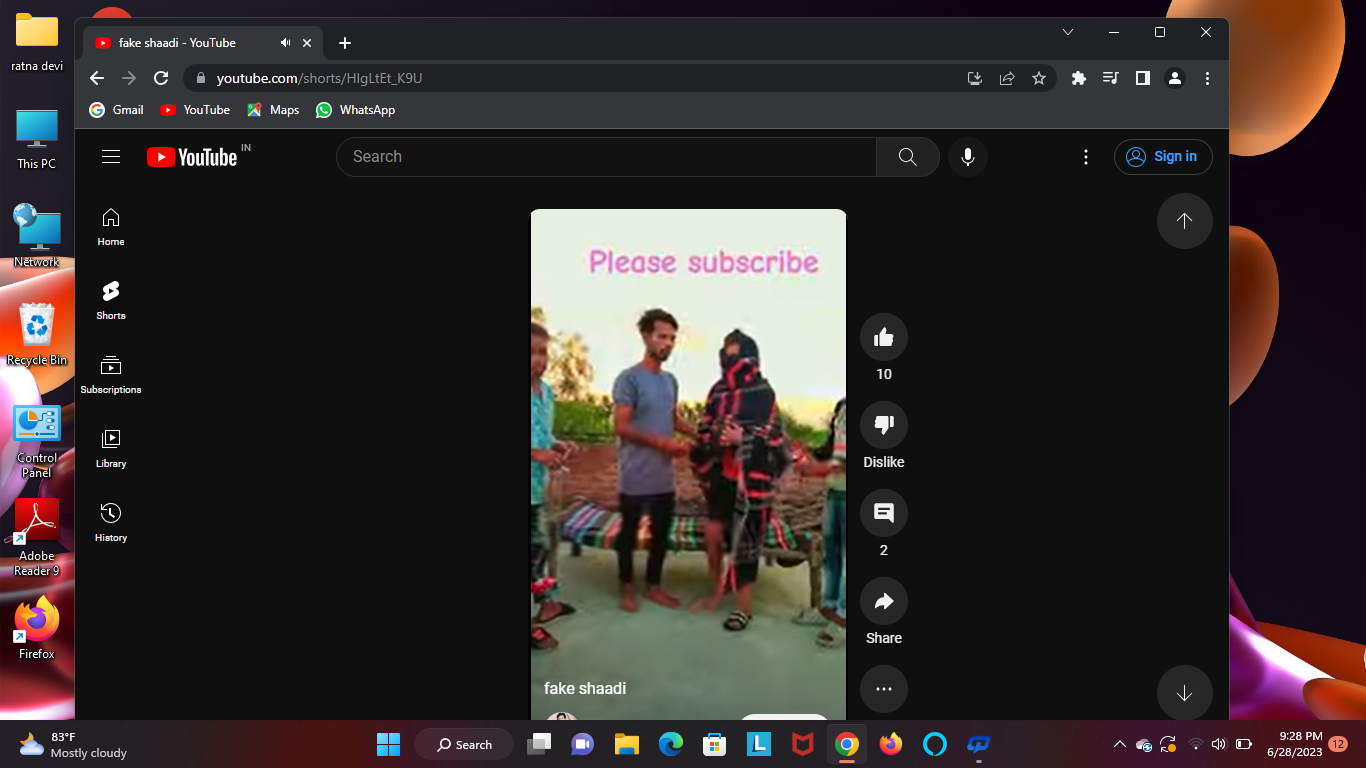 ratna devi
This PC
Network
Recycle Bin
Control
Panel
Adobe
Reader 9
Firefox
fake shaadi - YouTube
youtube.com/shorts/HIgLtEt_K9U
Gmail
YouTube
Maps
WhatsApp
YouTube IN
Search
Sign in
Home
Shorts
Subscriptions
Library
History
Please subscribe
fake shaadi
10
Dislike
2
Share
83°F
Mostly cloudy
Search
L
9:28 PM
6/28/2023
12